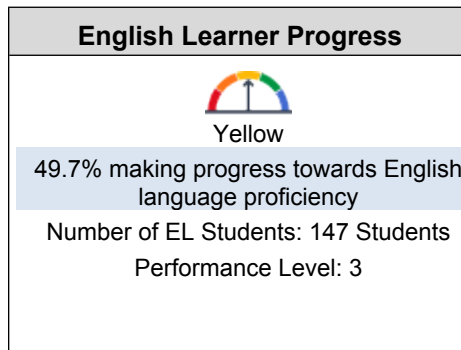 English Learner Progress
Yellow
49.7% making progress towards English
language proficiency
Number of EL Students: 147 Students
Performance Level: 3